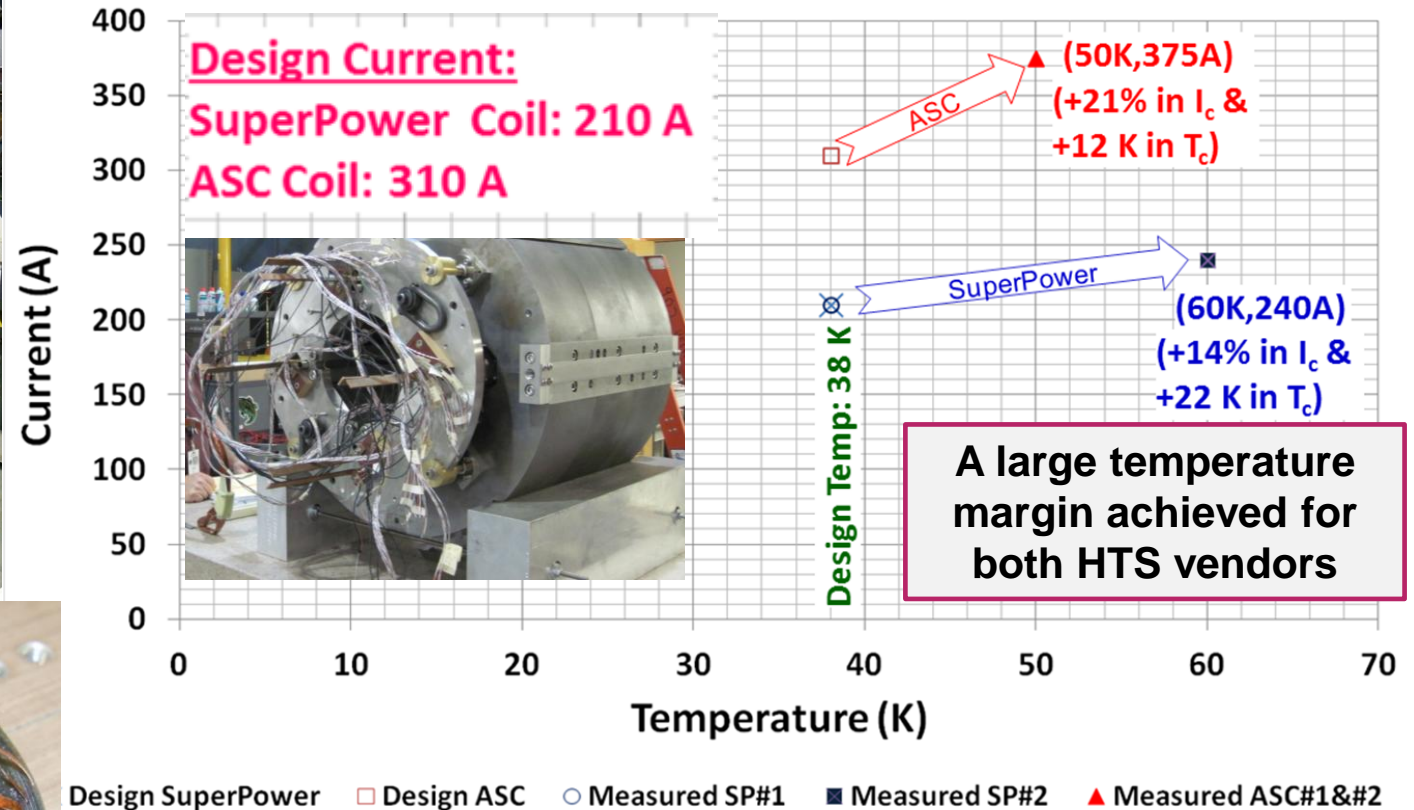 400
350
300
250
200
150
100
50
0
Current (A)
Design Current:
SuperPower Coil: 210 A
ASC Coil: 310 A
ASC
(50K,375A)
(+21% in Ic &
+12 K in Tc)
SuperPower
(60K,240A)
(+14% in Ic &
+22 K in Tc)
Design Temp: 38 K
A large temperature
margin achieved for
both HTS vendors
0 10 20 30 40 50 60 70
Temperature (K)
Design SuperPower Design ASC Measured SP#1 Measured SP#2 Measured ASC#1&#2